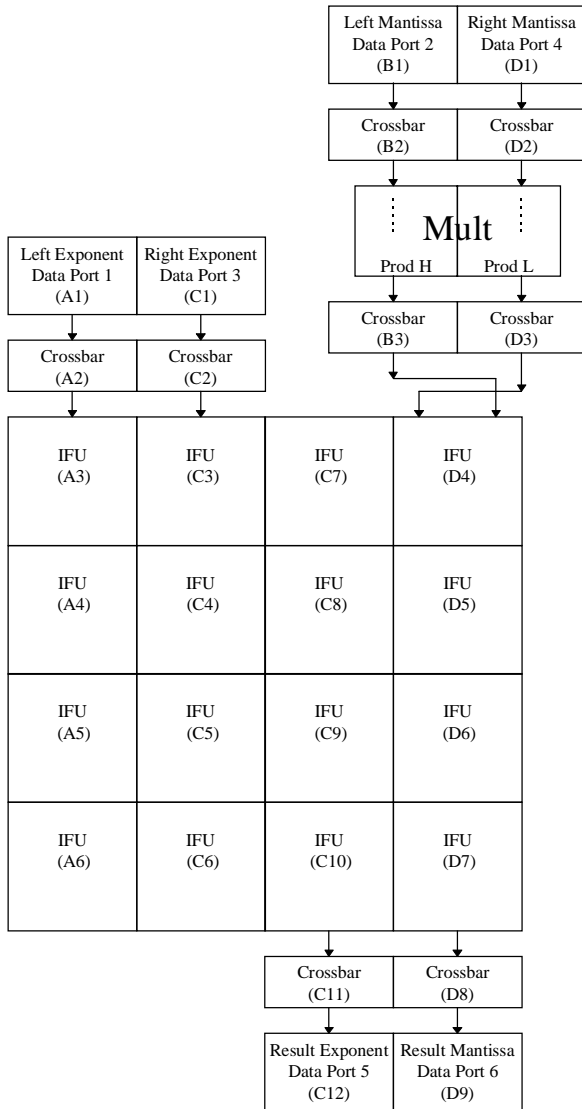 Left Mantissa
Data Port 2
(B1)
Right Mantissa
Data Port 4
(D1)
Crossbar
(B2)
Crossbar
(D2)
Mult
Prod H
Prod L
Left Exponent
Data Port 1
(A1)
Right Exponent
Data Port 3
(C1)
Crossbar
(B3)
Crossbar
(D3)
Crossbar
(A2)
Crossbar
(C2)
IFU
(A3)
IFU
(C3)
IFU
(C7)
IFU
(D4)
IFU
(A4)
IFU
(C4)
IFU
(C8)
IFU
(D5)
IFU
(A5)
IFU
(C5)
IFU
(C9)
IFU
(D6)
IFU
(A6)
IFU
(C6)
IFU
(C10)
IFU
(D7)
Crossbar
(C11)
Crossbar
(D8)
Result Exponent
Data Port 5
(C12)
Result Mantissa
Data Port 6
(D9)